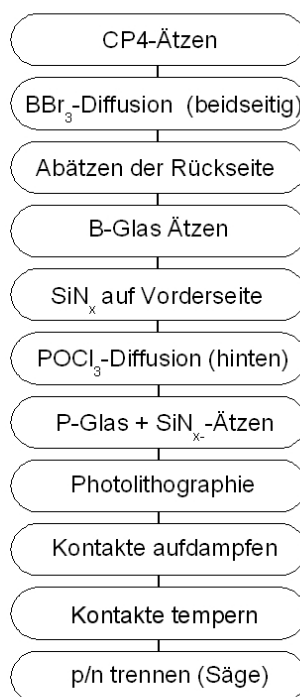 CP4-Ätzen
BBr3-Diffusion (beidseitig)
Abätzen der Rückseite
B-Glas Ätzen
SiNx auf Vorderseite
POCl3-Diffusion (hinten)
P-Glas + SiNx--Ätzen
Photolithographie
Kontakte aufdampfen
Kontakte tempern
p/n trennen (Säge)